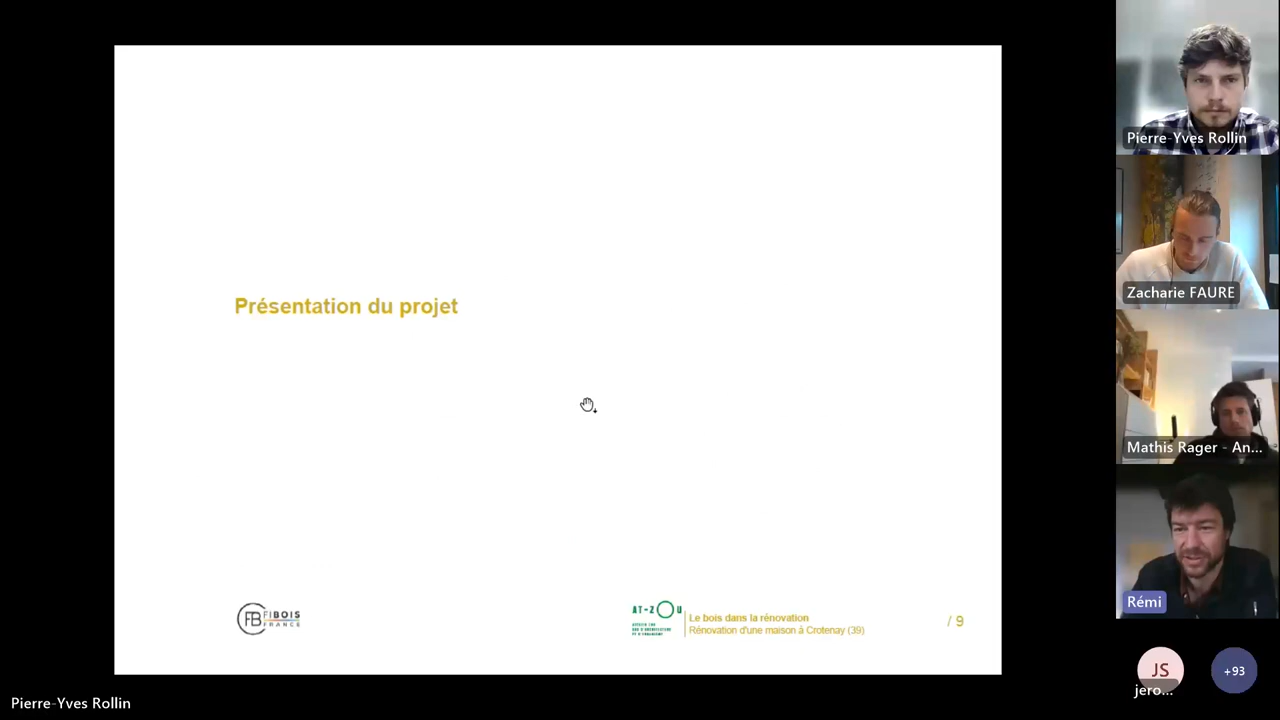 Présentation du projet
FB FIBOIS
FRANCE
AT-ZOU
Le bois dans la rénovation
Rénovation d'une maison à Crotenay (39)
/ 9
Pierre-Yves Rollin
Zacharie FAURE
Mathis Rager - An...
Rémi
JS
jero...
+93
Pierre-Yves Rollin